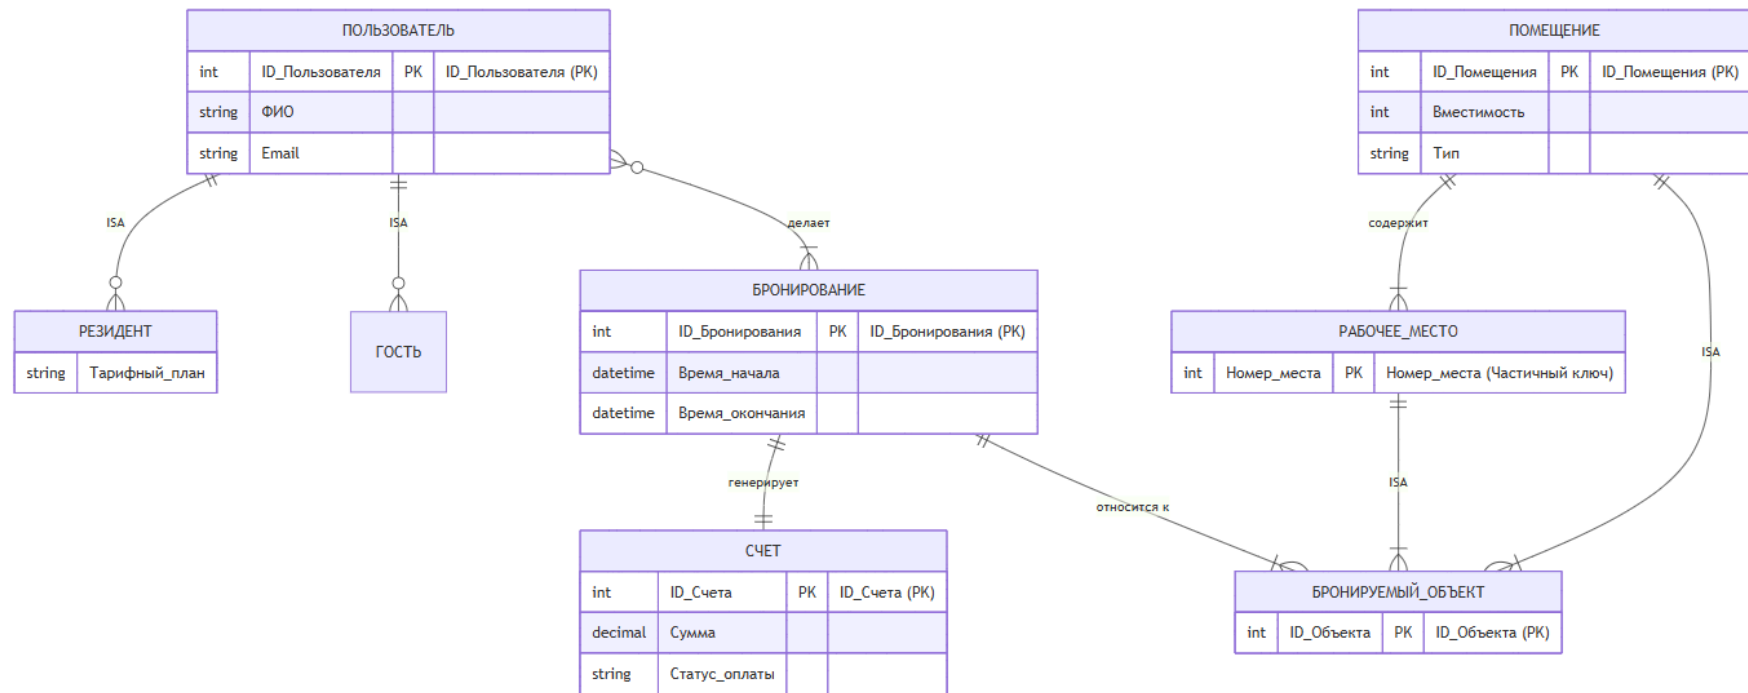 ПОЛЬЗОВАТЕЛЬ
int ID_Пользователя PK ID_Пользователя (PK)
string ФИО
string Email
ПОМЕЩЕНИЕ
int ID_Помещения PK ID_Помещения (PK)
int Вместимость
string Тип
ISA
ISA
делает
содержит
РЕЗИДЕНТ
string Тарифный_план
ГОСТЬ
БРОНИРОВАНИЕ
int ID_Бронирования PK ID_Бронирования (PK)
datetime Время_начала
datetime Время_окончания
РАБОЧЕЕ_МЕСТО
int Номер_места PK Номер_места (Частичный ключ)
ISA
генерирует
относится к
ISA
СЧЕТ
int ID_Счета PK ID_Счета (PK)
decimal Сумма
string Статус_оплаты
БРОНИРУЕМЫЙ_ОБЪЕКТ
int ID_Объекта PK ID_Объекта (PK)